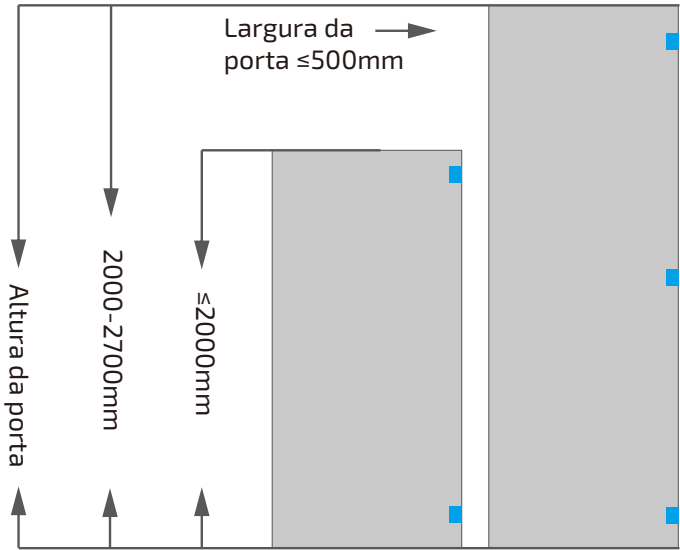 Largura da
porta ≤500mm
Altura da porta
2000-2700mm
≤2000mm